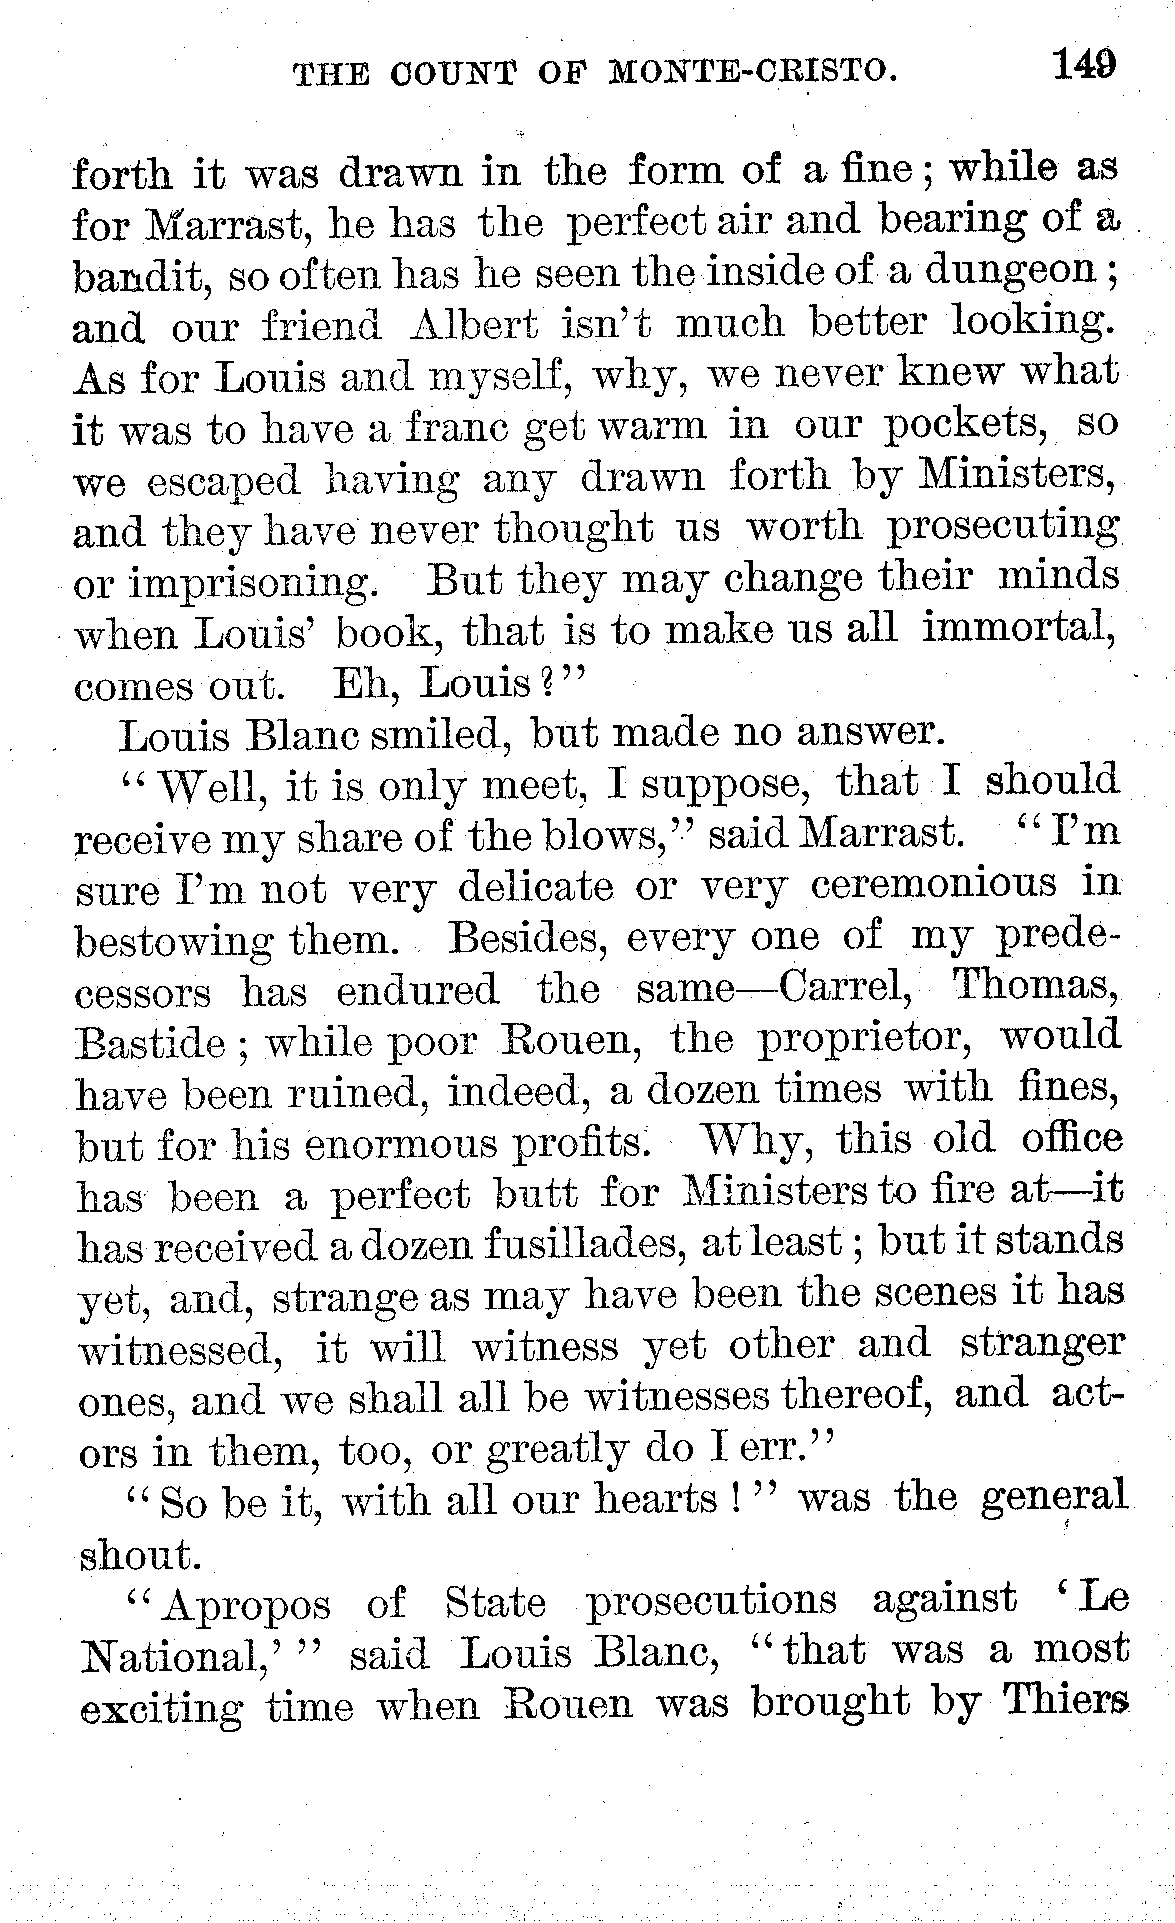 THE COUNT OF MONTE-CRISTO. 149
forth it was drawn in the form of a fine; while as
for Marrast, he has the perfect air and bearing of a
bandit, so often has he seen the inside of a dungeon;
and our friend Albert isn't much better looking.
As for Louis and myself, why, we never knew what
it was to have a franc get warm in our pockets, so
we escaped having any drawn forth by Ministers,
and they have never thought us worth prosecuting
or imprisoning. But they may change their minds
when Louis' book, that is to make us all immortal,
comes out. Eh, Louis?"
Louis Blanc smiled, but made no answer.
"Well, it is only meet, I suppose, that I should
receive my share of the blows," said Marrast. "I'm
sure I'm not very delicate or very ceremonious in
bestowing them. Besides, every one of my prede-
cessors has endured the same—Carrel, Thomas,
Bastide; while poor Rouen, the proprietor, would
have been ruined, indeed, a dozen times with fines,
but for his enormous profits. Why, this old office
has been a perfect butt for Ministers to fire at—it
has received a dozen fusillades, at least; but it stands
yet, and, strange as may have been the scenes it has
witnessed, it will witness yet other and stranger
ones, and we shall all be witnesses thereof, and act-
ors in them, too, or greatly do I err."
"So be it, with all our hearts!" was the general
shout.
"Apropos of State prosecutions against 'Le
National,'" said Louis Blanc, "that was a most
exciting time when Rouen was brought by Thiers